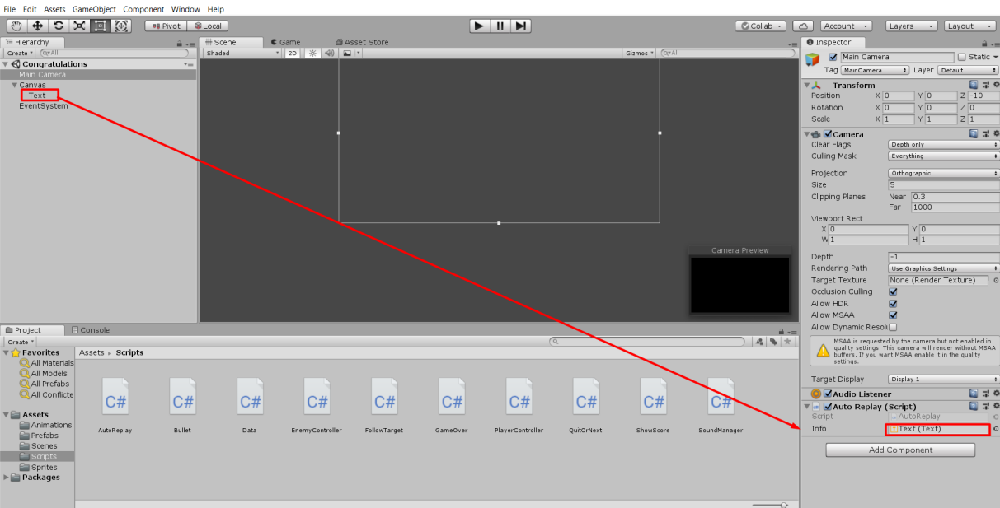 File Edit Assets GameObject Component Window Help
Pivot Local
Collab Account Layers Layout
Hierarchy
Create All
Congratulations
Main Camera
Canvas
Text
EventSystem
Scene Game Asset Store
Shaded 2D Gizmos All
Camera Preview
Inspector
Main Camera Static
Tag MainCamera Layer Default
Transform
Position X 0 Y 0 Z -10
Rotation X 0 Y 0 Z 0
Scale X 1 Y 1 Z 1
Camera
Clear Flags Depth only
Culling Mask Everything
Projection Orthographic
Size 5
Clipping Planes Near 0.3
Far 1000
Viewport Rect
X 0 Y 0
W 1 H 1
Depth -1
Rendering Path Use Graphics Settings
Target Texture None (Render Texture)
Occlusion Culling
Allow HDR
Allow MSAA
Allow Dynamic Resolu
MSAA is requested by the camera but not enabled in
quality settings. This camera will render without MSAA
buffers. If you want MSAA enable it in the quality
settings.
Target Display Display 1
Audio Listener
Auto Replay (Script)
Script AutoReplay
Info Text (Text)
Add Component
Project Console
Create
Favorites
All Materials
All Models
All Prefabs
All Conflicte
Assets
Animations
Prefabs
Scenes
Scripts
Sprites
Packages
Assets Scripts
C# C# C# C# C# C# C# C# C# C#
AutoReplay Bullet Data EnemyController FollowTarget GameOver PlayerController QuitOrNext ShowScore SoundManager